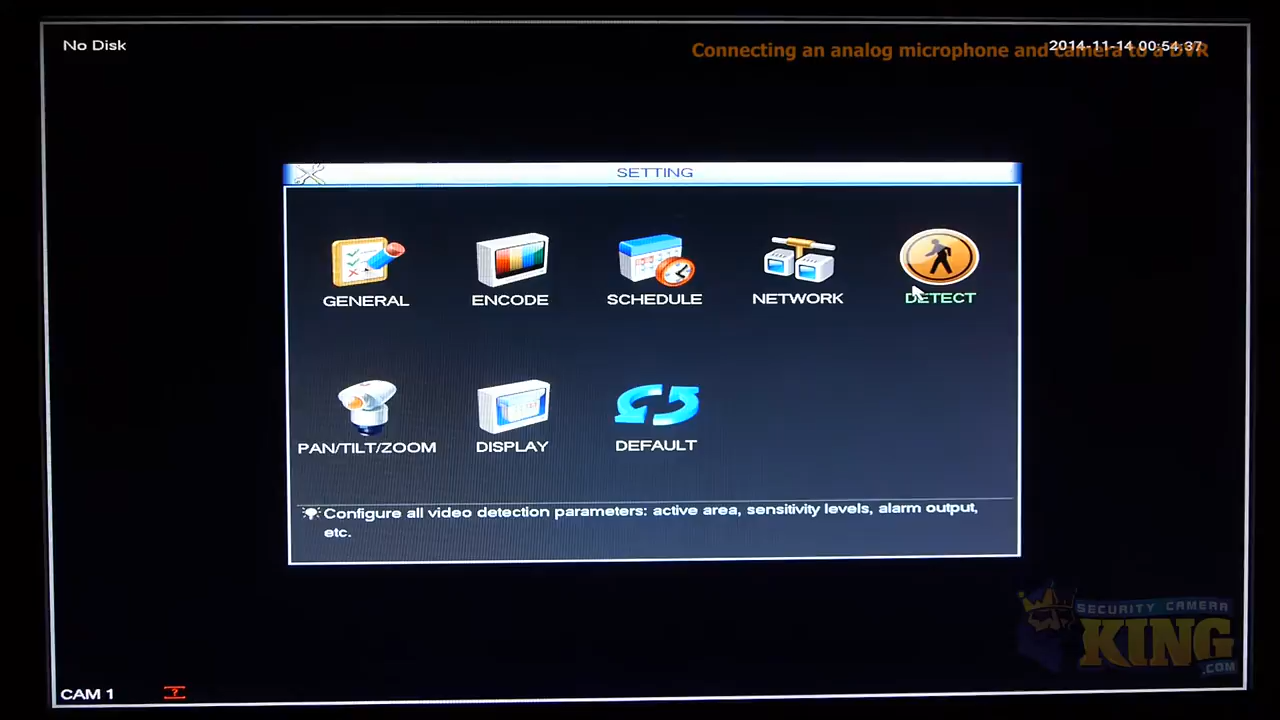 No Disk
Connecting an analog microphone and camera to a DVR
2014-11-14 00:54:37
SETTING
GENERAL
ENCODE
SCHEDULE
NETWORK
DETECT
PAN/TILT/ZOOM
DISPLAY
DEFAULT
Configure all video detection parameters: active area, sensitivity levels, alarm output,
etc.
SECURITY CAMERA
KING
.COM
CAM 1
?